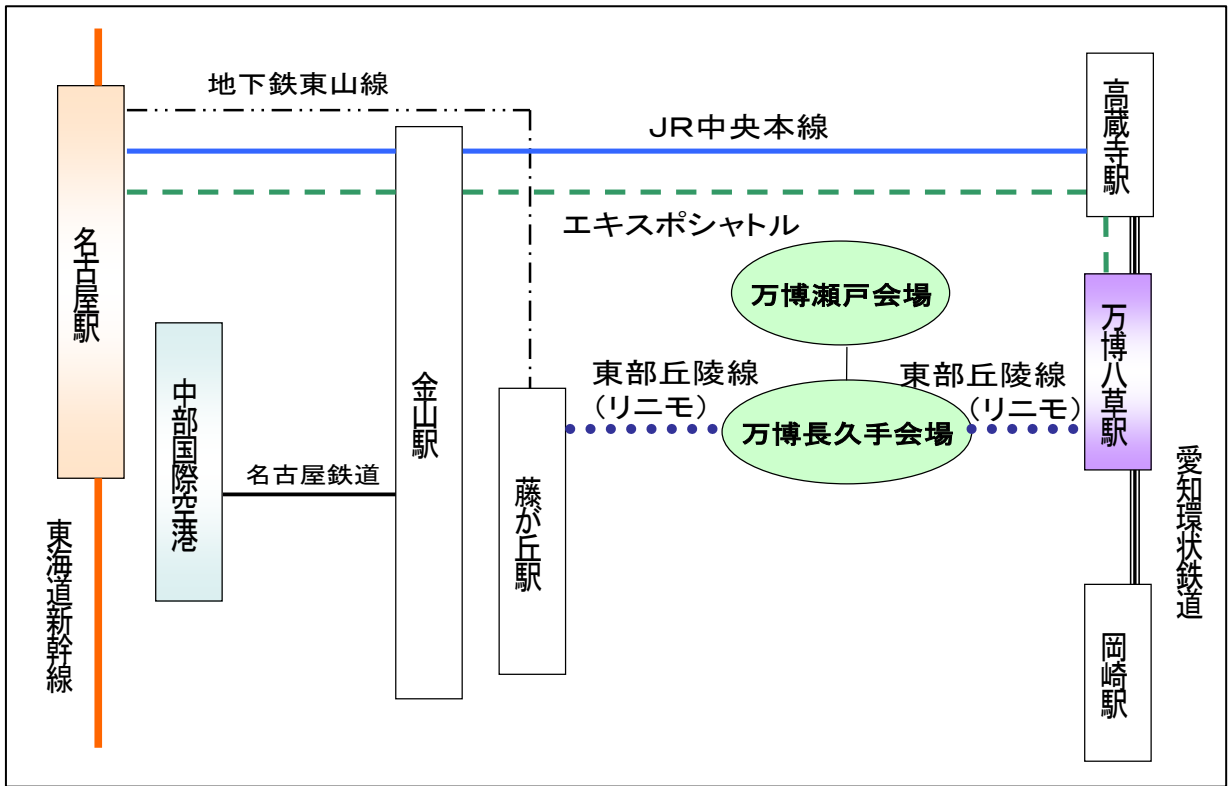 地下鉄東山線
JR中央本線
エキスポシャトル
名古屋駅
中部国際空港
名古屋鉄道
金山駅
藤が丘駅
東海道新幹線
万博瀬戸会場
東部丘陵線
(リニモ)
万博長久手会場
東部丘陵線
(リニモ)
高蔵寺駅
万博八草駅
愛知環状鉄道
岡崎駅